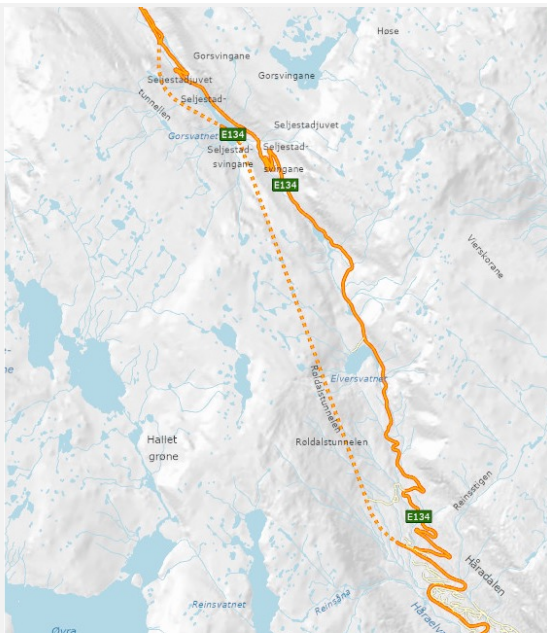 Høse
Gorsvingane
Gorsvingane
Seljestadjuvet
Seljestad-
tunnellen
Gorsvatnet
E134
Seljestadjuvet
Seljestad-
svingane
Seljestad-
svingane
E134
Vierskorane
Elversvatnet
Røldalstunnelen
Hallet
grøne
Røldalstunnelen
Reinsstigen
E134
Håradalen
Reinsvatnet
Reinsåna
Håraelv
Øvra